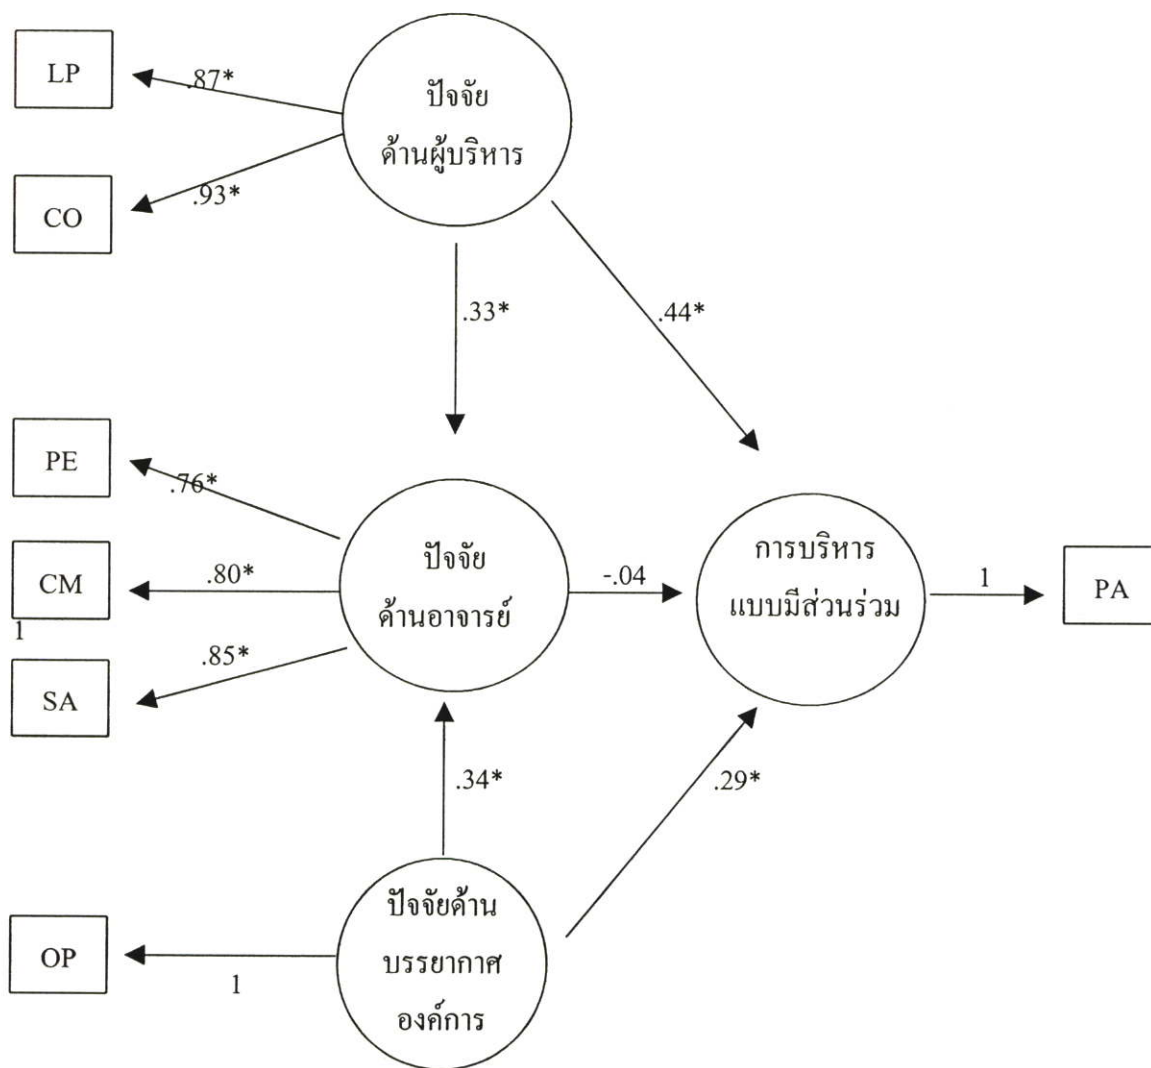 LP
.87*
ปัจจัย
ด้านผู้บริหาร
CO
.93*
.33*
.44*
PE
.76*
ปัจจัย
ด้านอาจารย์
CM
.80*
1
SA
.85*
-.04
การบริหาร
แบบมีส่วนร่วม
1
PA
.34*
.29*
OP
1
ปัจจัยด้าน
บรรยากาศ
องค์การ